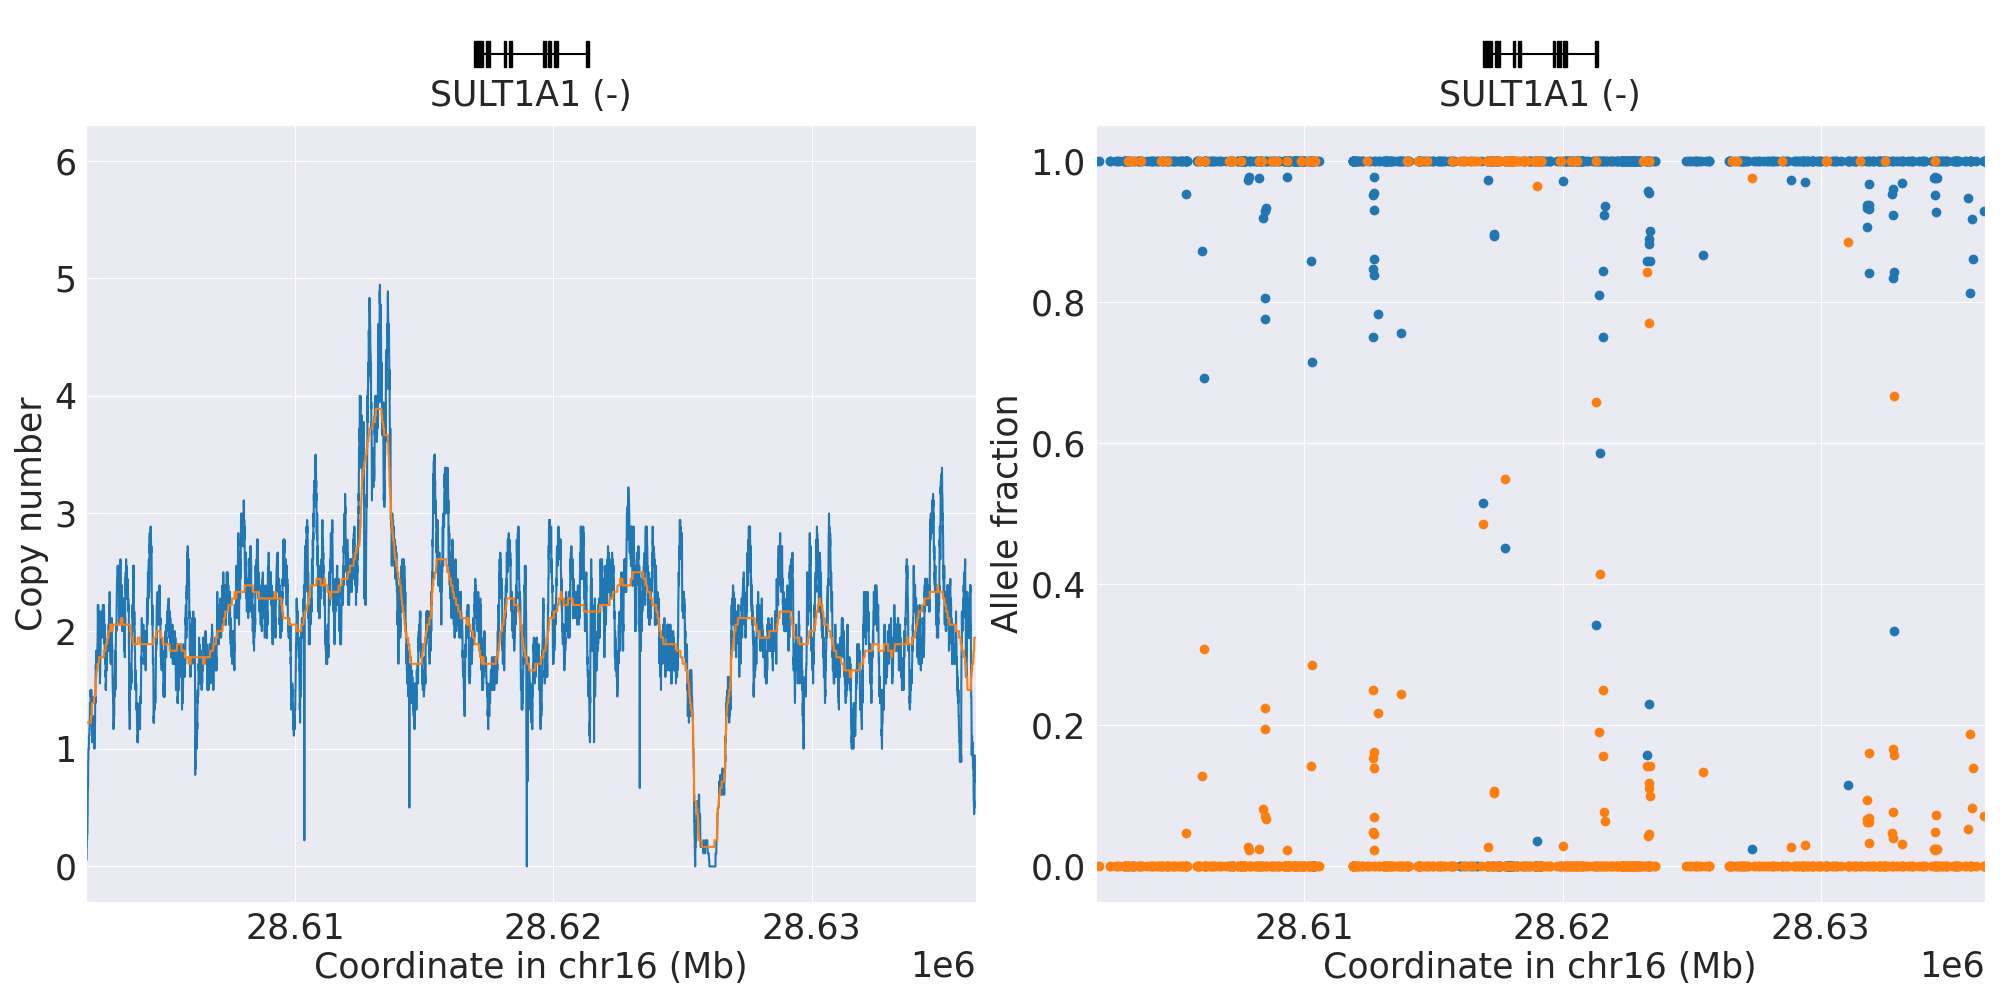 SULT1A1 (-)
Copy number
6
5
4
3
2
1
0
28.61
28.62
28.63
Coordinate in chr16 (Mb)
1e6
SULT1A1 (-)
Allele fraction
1.0
0.8
0.6
0.4
0.2
0.0
28.61
28.62
28.63
Coordinate in chr16 (Mb)
1e6